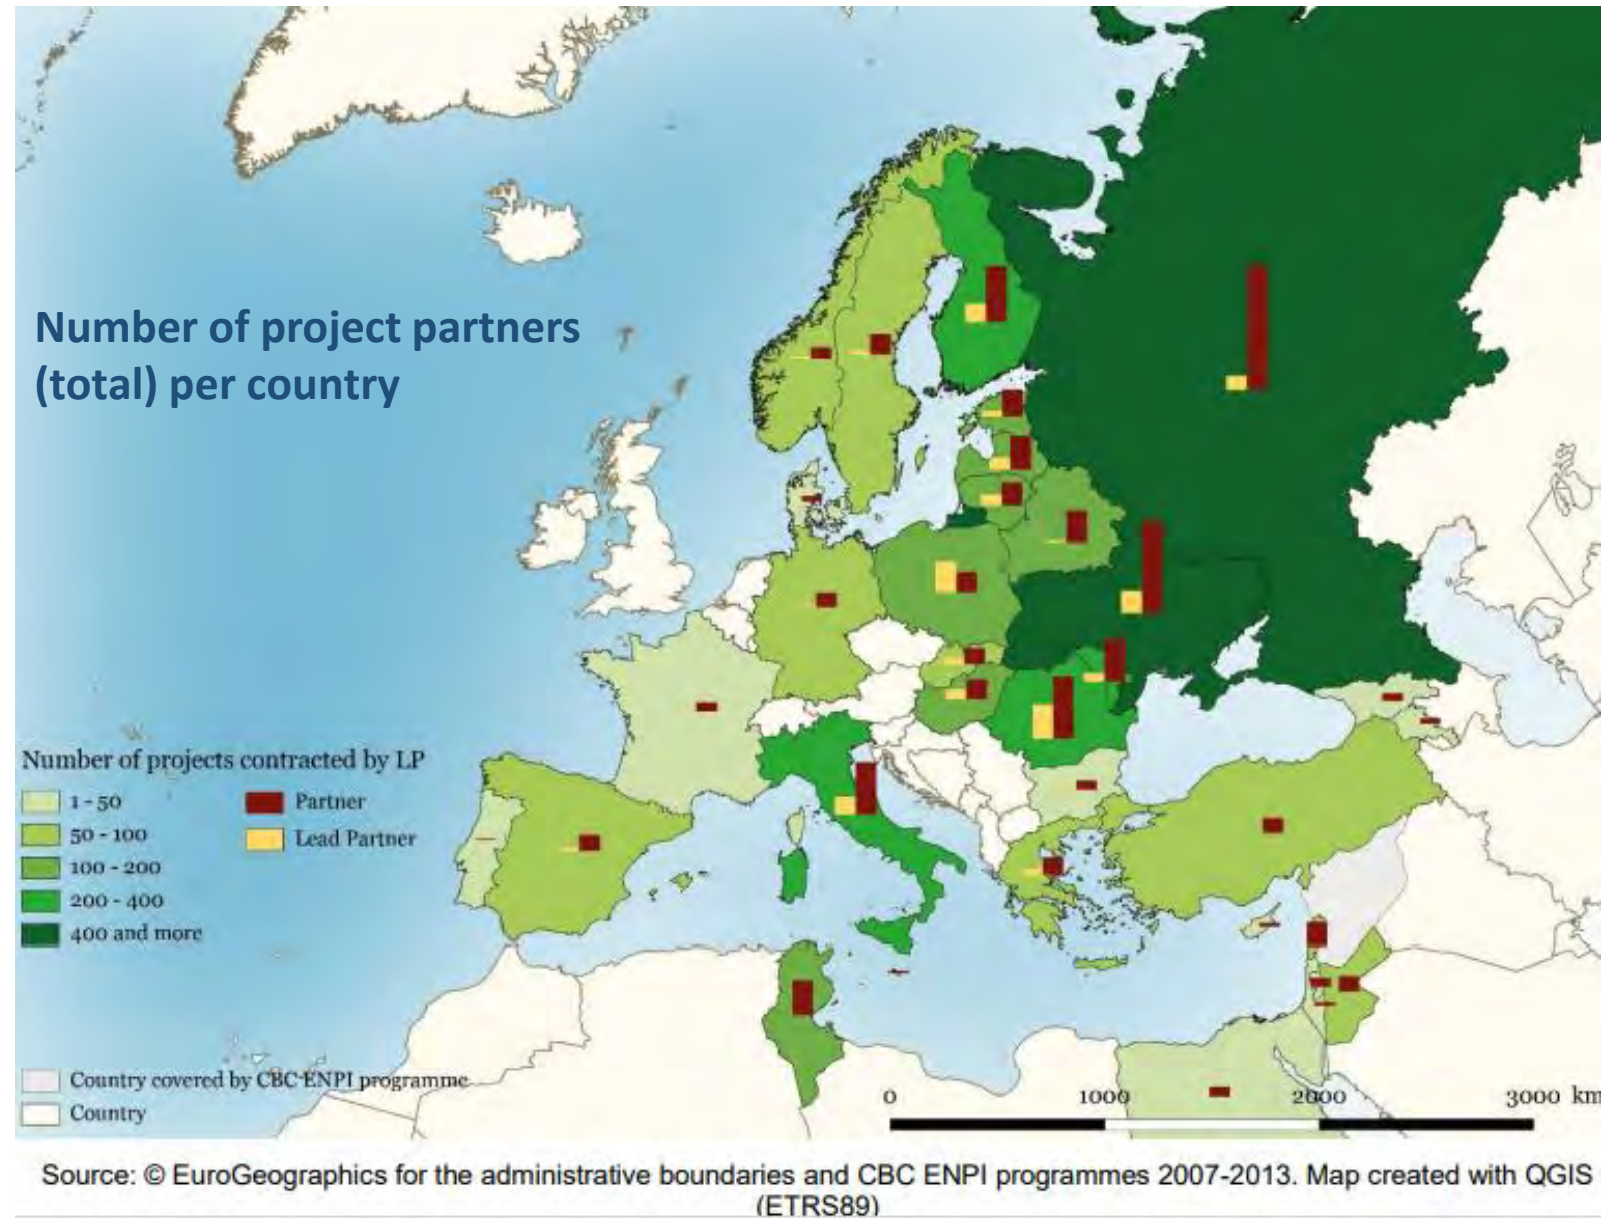 Number of project partners
(total) per country
Number of projects contracted by LP
1 - 50
Partner
50 - 100
Lead Partner
100 - 200
200 - 400
400 and more
Country covered by CBC ENPI programme
Country
0 1000 2000 3000 km
Source: © EuroGeographics for the administrative boundaries and CBC ENPI programmes 2007-2013. Map created with QGIS
(ETRS89)